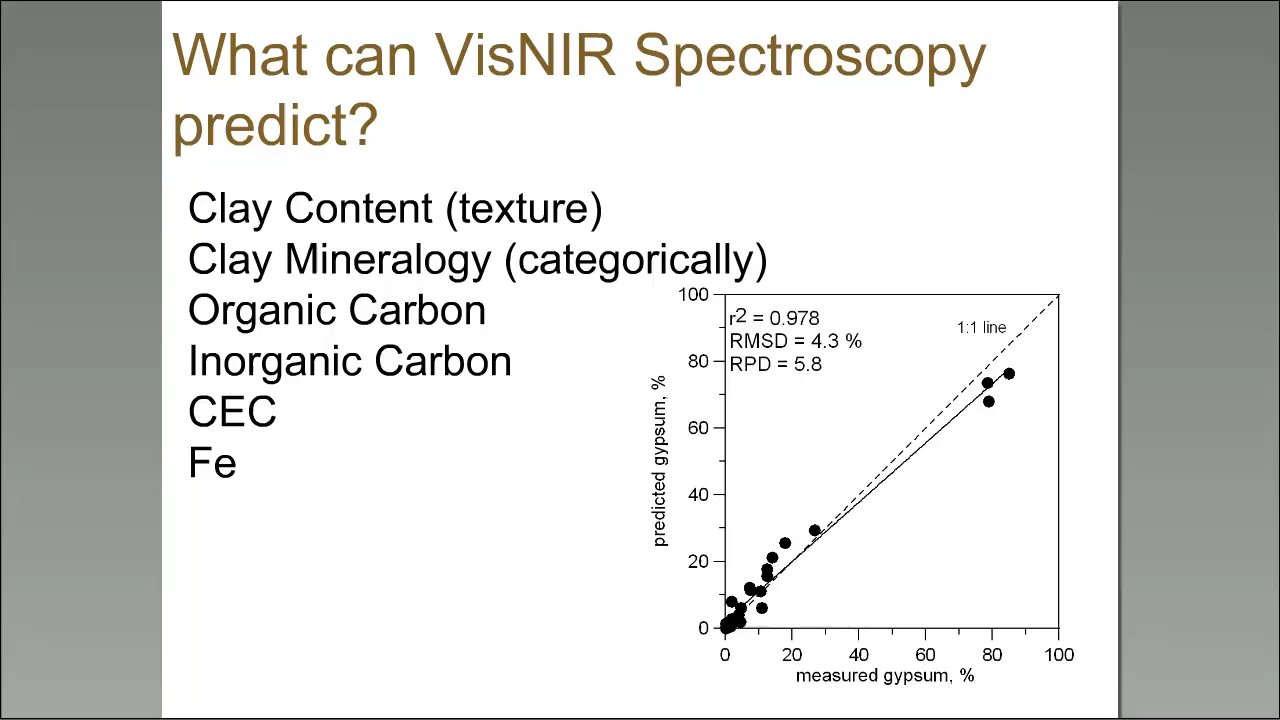 What can VisNIR Spectroscopy
predict?
Clay Content (texture)
Clay Mineralogy (categorically)
Organic Carbon
Inorganic Carbon
CEC
Fe
r2 = 0.978
RMSD = 4.3 %
RPD = 5.8
1:1 line
100
80
60
40
20
0
predicted gypsum, %
0 20 40 60 80 100
measured gypsum, %